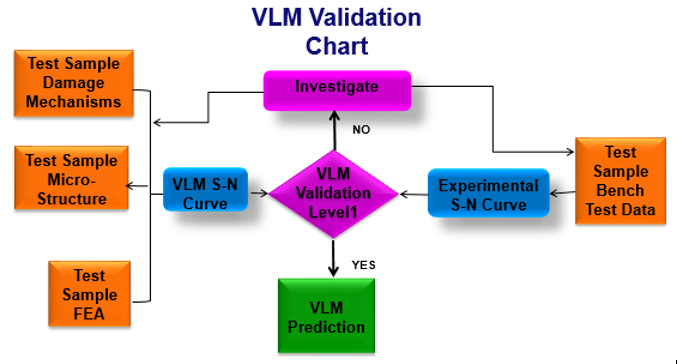 VLM Validation
Chart
Test Sample
Damage
Mechanisms
Investigate
NO
Test Sample
Micro-
Structure
VLM S-N
Curve
VLM
Validation
Level1
Experimental
S-N Curve
Test
Sample
Bench
Test Data
YES
Test
Sample
FEA
VLM
Prediction